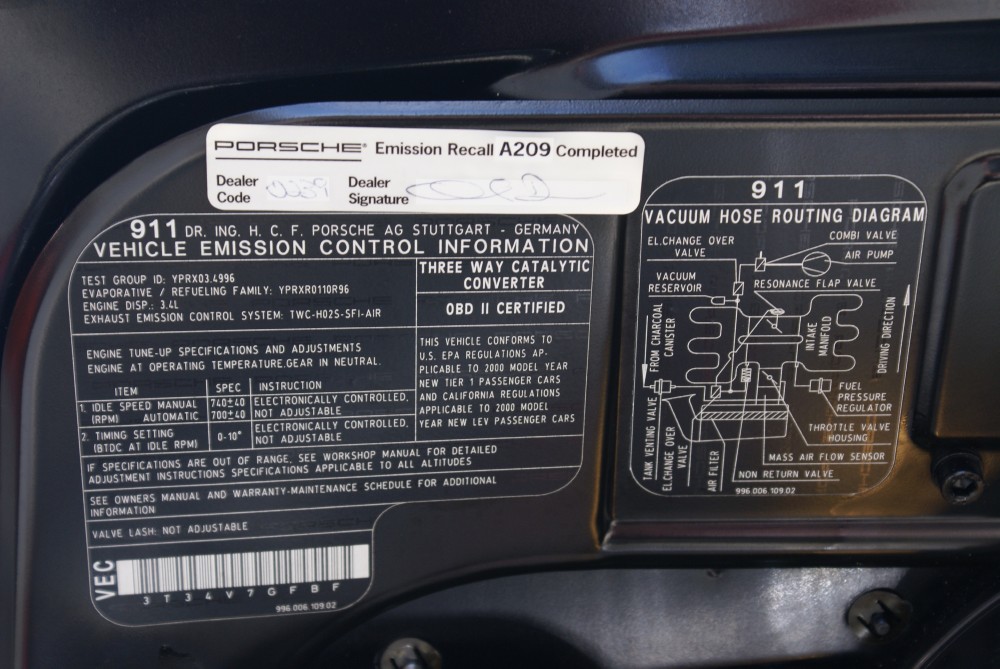 PORSCHE® Emission Recall A209 Completed
Dealer Code 0239
Dealer Signature
911 DR. ING. H. C. F. PORSCHE AG STUTTGART - GERMANY
VEHICLE EMISSION CONTROL INFORMATION
TEST GROUP ID: YPRX03.4996
EVAPORATIVE / REFUELING FAMILY: YPRXR0110R96
ENGINE DISP.: 3.4L
EXHAUST EMISSION CONTROL SYSTEM: TWC-HO2S-SFI-AIR
THREE WAY CATALYTIC
CONVERTER
OBD II CERTIFIED
ENGINE TUNE-UP SPECIFICATIONS AND ADJUSTMENTS
ENGINE AT OPERATING TEMPERATURE.GEAR IN NEUTRAL.
ITEM SPEC INSTRUCTION
1. IDLE SPEED MANUAL 740±40 ELECTRONICALLY CONTROLLED,
(RPM) AUTOMATIC 700±40 NOT ADJUSTABLE
2. TIMING SETTING 0-10° ELECTRONICALLY CONTROLLED,
(BTDC AT IDLE RPM) NOT ADJUSTABLE
THIS VEHICLE CONFORMS TO
U.S. EPA REGULATIONS AP-
PLICABLE TO 2000 MODEL YEAR
NEW TIER 1 PASSENGER CARS
AND CALIFORNIA REGULATIONS
APPLICABLE TO 2000 MODEL
YEAR NEW LEV PASSENGER CARS
IF SPECIFICATIONS ARE OUT OF RANGE, SEE WORKSHOP MANUAL FOR DETAILED
ADJUSTMENT INSTRUCTIONS SPECIFICATIONS APPLICABLE TO ALL ALTITUDES
SEE OWNERS MANUAL AND WARRANTY-MAINTENANCE SCHEDULE FOR ADDITIONAL
INFORMATION
VALVE LASH: NOT ADJUSTABLE
VEC
3T34V7GFBF
996.006.109.02
911
VACUUM HOSE ROUTING DIAGRAM
EL.CHANGE OVER
VALVE
COMBI VALVE
AIR PUMP
VACUUM
RESERVOIR
RESONANCE FLAP VALVE
FROM CHARCOAL
CANISTER
INTAKE
MANIFOLD
DRIVING DIRECTION
FUEL
PRESSURE
REGULATOR
THROTTLE VALVE
HOUSING
MASS AIR FLOW SENSOR
NON RETURN VALVE
TANK VENTING VALVE
EL.CHANGE OVER
VALVE
AIR FILTER
996.006.109.02